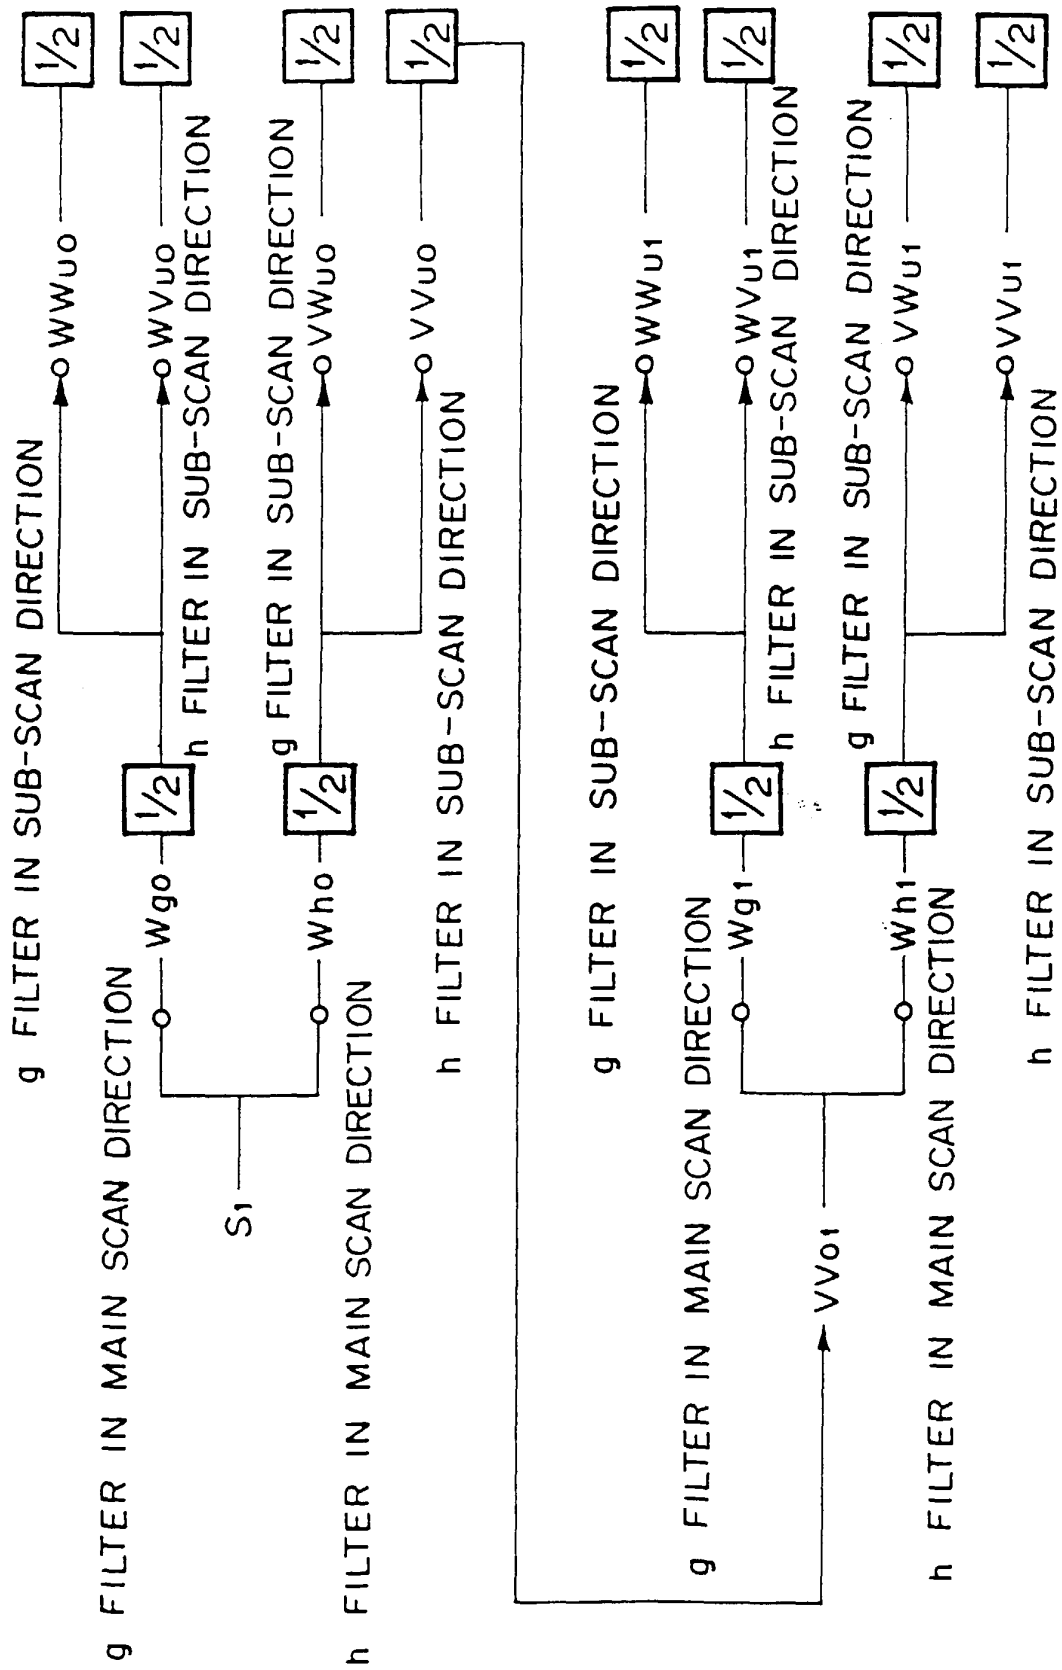 g FILTER IN SUB-SCAN DIRECTION
WWu0
1/2
g FILTER IN MAIN SCAN DIRECTION
Wg0
1/2
WVu0
1/2
h FILTER IN SUB-SCAN DIRECTION
S1
g FILTER IN SUB-SCAN DIRECTION
Wh0
1/2
VWu0
1/2
h FILTER IN MAIN SCAN DIRECTION
VVu0
1/2
h FILTER IN SUB-SCAN DIRECTION
g FILTER IN SUB-SCAN DIRECTION
WWu1
1/2
g FILTER IN MAIN SCAN DIRECTION
Wg1
1/2
WVu1
1/2
h FILTER IN SUB-SCAN DIRECTION
VV01
g FILTER IN SUB-SCAN DIRECTION
Wh1
1/2
VWu1
1/2
h FILTER IN MAIN SCAN DIRECTION
VVu1
1/2
h FILTER IN SUB-SCAN DIRECTION